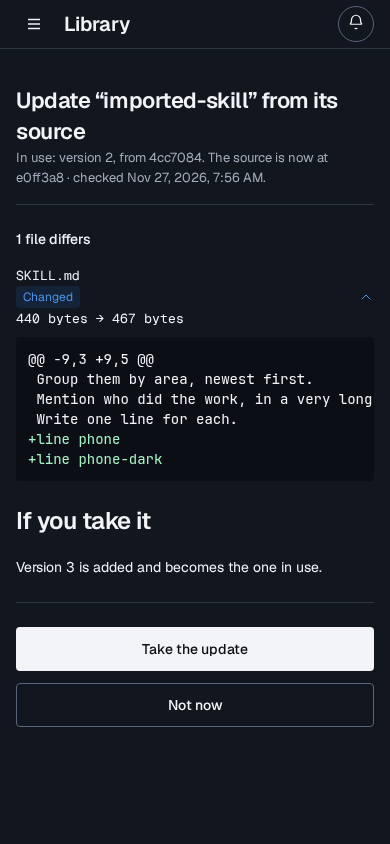 Library
Update “imported-skill” from its
source
In use: version 2, from 4cc7084. The source is now at
e0ff3a8 · checked Nov 27, 2026, 7:56 AM.
1 file differs
SKILL.md
Changed
440 bytes → 467 bytes
@@ -9,3 +9,5 @@
 Group them by area, newest first.
 Mention who did the work, in a very long
 Write one line for each.
+line phone
+line phone-dark
If you take it
Version 3 is added and becomes the one in use.
Take the update
Not now